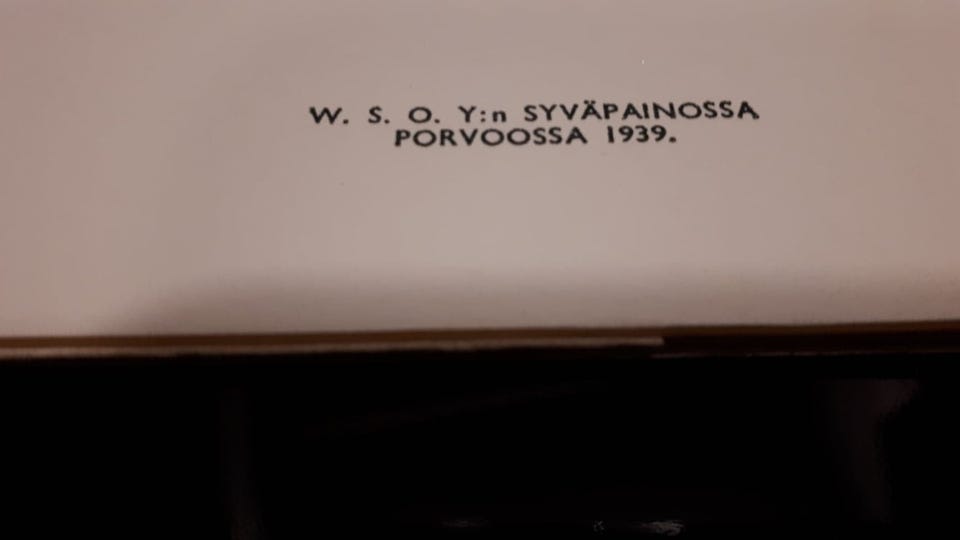 W. S. O. Y:n SYVÄPAINOSSA
PORVOOSSA 1939.